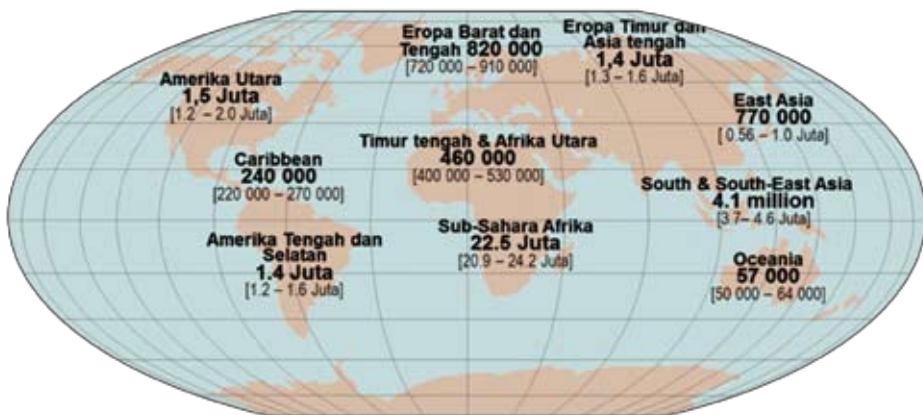 Eropa Barat dan
Tengah 820 000
[720 000 – 910 000]
Eropa Timur dan
Asia tengah
1,4 Juta
[1.3 – 1.6 Juta]
Amerika Utara
1,5 Juta
[1.2 – 2.0 Juta]
East Asia
770 000
[ 0.56 – 1.0 Juta]
Timur tengah & Afrika Utara
460 000
[400 000 – 530 000]
Caribbean
240 000
[220 000 – 270 000]
South & South-East Asia
4.1 million
[3.7– 4.6 Juta]
Amerika Tengah dan
Selatan
1.4 Juta
[1.2 – 1.6 Juta]
Sub-Sahara Afrika
22.5 Juta
[20.9 – 24.2 Juta]
Oceania
57 000
[50 000 – 64 000]